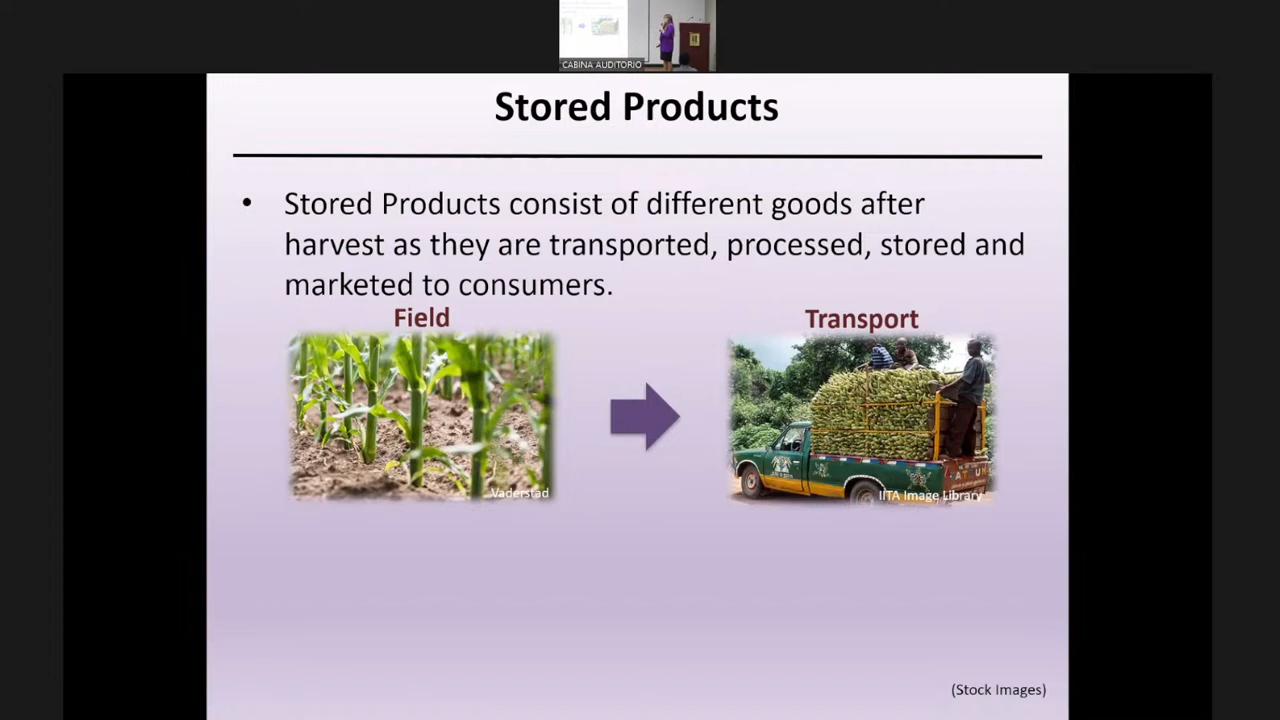 CABINA AUDITORIO
Stored Products
• Stored Products consist of different goods after
harvest as they are transported, processed, stored and
marketed to consumers.
Field
Transport
Vaderstad
IITA Image Library
(Stock Images)